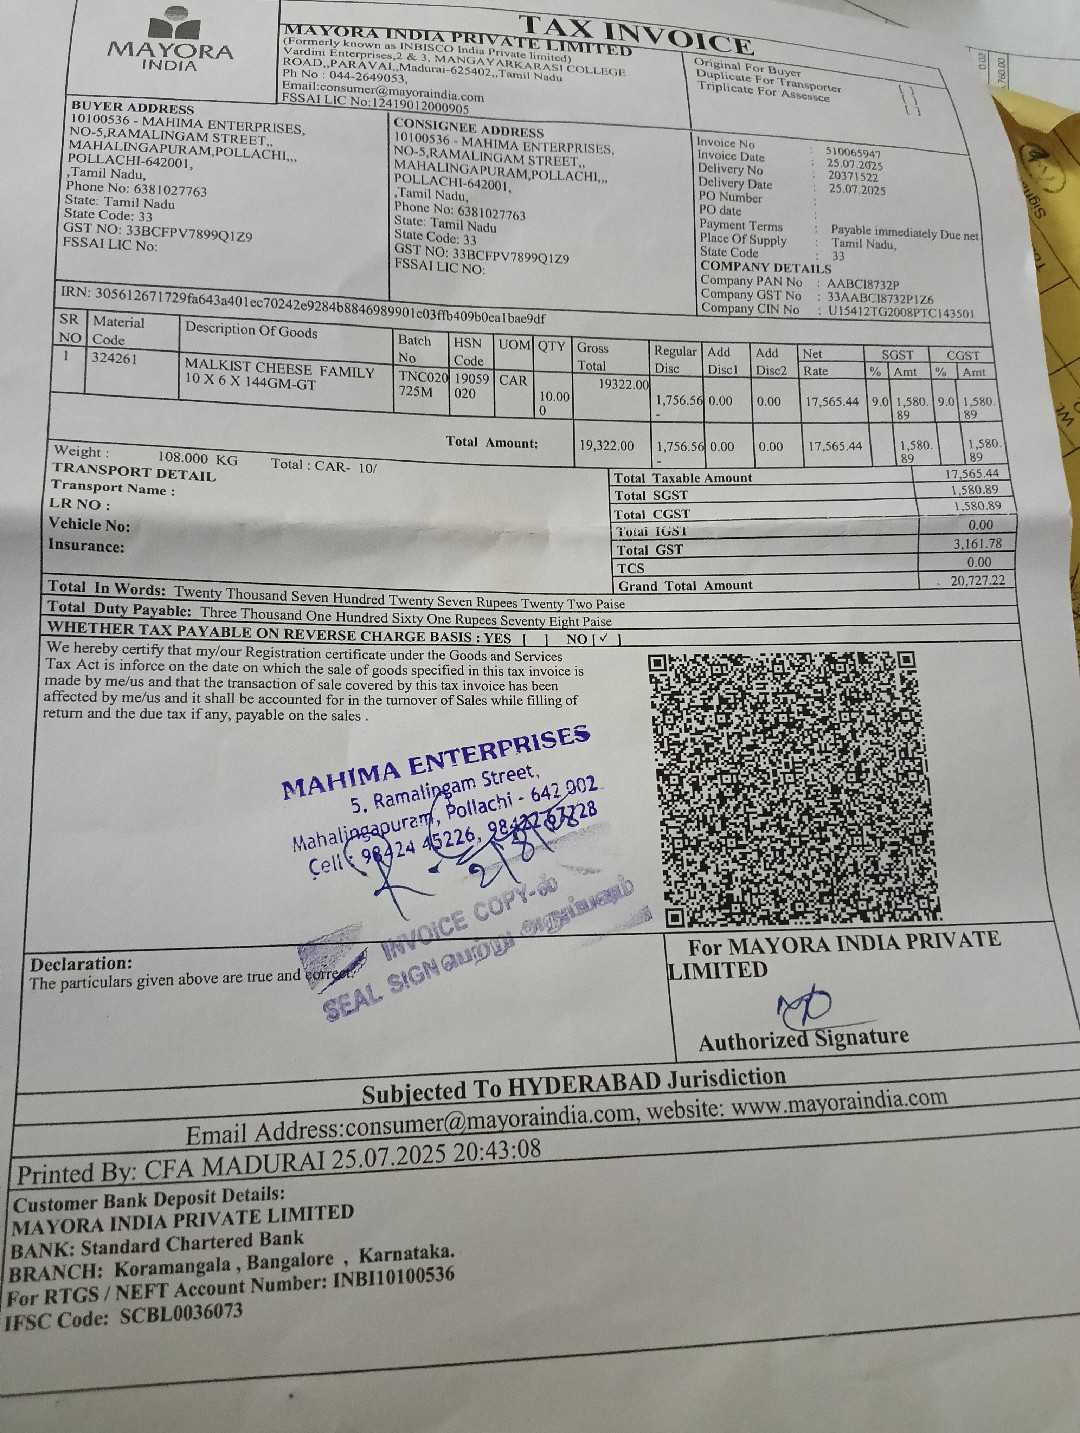 MAYORA
INDIA
TAX INVOICE
MAYORA INDIA PRIVATE LIMITED
(Formerly known as INBISCO India Private limited)
Vardini Enterprises,2 & 3, MANGAYARKARASI COLLEGE
ROAD,,PARAVAI,,Madurai-625402,,Tamil Nadu
Ph No : 044-2649053,
Email:consumer@mayoraindia.com
FSSAI LIC No:12419012000905
Original For Buyer { }
Duplicate For Transporter { }
Triplicate For Assessee { }
BUYER ADDRESS
10100536 - MAHIMA ENTERPRISES,
NO-5,RAMALINGAM STREET,,
MAHALINGAPURAM,POLLACHI,,,
POLLACHI-642001,
,Tamil Nadu,
Phone No: 6381027763
State: Tamil Nadu
State Code: 33
GST NO: 33BCFPV7899Q1Z9
FSSAI LIC No:
CONSIGNEE ADDRESS
10100536 - MAHIMA ENTERPRISES,
NO-5,RAMALINGAM STREET,,
MAHALINGAPURAM,POLLACHI,,,
POLLACHI-642001,
,Tamil Nadu,
Phone No: 6381027763
State: Tamil Nadu
State Code: 33
GST NO: 33BCFPV7899Q1Z9
FSSAI LIC NO:
Invoice No : 510065947
Invoice Date : 25.07.2025
Delivery No : 20371522
Delivery Date : 25.07.2025
PO Number :
PO date :
Payment Terms : Payable immediately Due net
Place Of Supply : Tamil Nadu,
State Code : 33
COMPANY DETAILS
Company PAN No : AABCI8732P
Company GST No : 33AABCI8732P1Z6
Company CIN No : U15412TG2008PTC143501
IRN: 305612671729fa643a401ec70242e9284b8846989901c03ffb409b0ea1bae9df
SR NO Material Code Description Of Goods Batch No HSN Code UOM QTY Gross Total Regular Disc Add Disc1 Add Disc2 Net Rate SGST % Amt CGST % Amt
1 324261 MALKIST CHEESE FAMILY 10 X 6 X 144GM-GT TNC020725M 19059020 CAR 10.000 19322.00 1,756.56- 0.00 0.00 17,565.44 9.0 1,580.89 9.0 1,580.89
Total Amount: 19,322.00 1,756.56- 0.00 0.00 17,565.44 1,580.89 1,580.89
Weight : 108.000 KG Total : CAR- 10/
TRANSPORT DETAIL
Transport Name :
LR NO :
Vehicle No:
Insurance:
Total Taxable Amount 17,565.44
Total SGST 1,580.89
Total CGST 1,580.89
Total IGST 0.00
Total GST 3,161.78
TCS 0.00
Grand Total Amount 20,727.22
Total In Words: Twenty Thousand Seven Hundred Twenty Seven Rupees Twenty Two Paise
Total Duty Payable: Three Thousand One Hundred Sixty One Rupees Seventy Eight Paise
WHETHER TAX PAYABLE ON REVERSE CHARGE BASIS : YES [ ] NO [✓]
We hereby certify that my/our Registration certificate under the Goods and Services
Tax Act is inforce on the date on which the sale of goods specified in this tax invoice is
made by me/us and that the transaction of sale covered by this tax invoice has been
affected by me/us and it shall be accounted for in the turnover of Sales while filling of
return and the due tax if any, payable on the sales .
MAHIMA ENTERPRISES
5, Ramalingam Street,
Mahalingapuram, Pollachi - 642 002.
Cell : 98424 45226, 98422 67728
2/8/
INVOICE COPY-ல்
SEAL SIGN
Declaration:
The particulars given above are true and correct.
For MAYORA INDIA PRIVATE
LIMITED
Authorized Signature
Subjected To HYDERABAD Jurisdiction
Email Address:consumer@mayoraindia.com, website: www.mayoraindia.com
Printed By: CFA MADURAI 25.07.2025 20:43:08
Customer Bank Deposit Details:
MAYORA INDIA PRIVATE LIMITED
BANK: Standard Chartered Bank
BRANCH: Koramangala , Bangalore , Karnataka.
For RTGS / NEFT Account Number: INBI10100536
IFSC Code: SCBL0036073